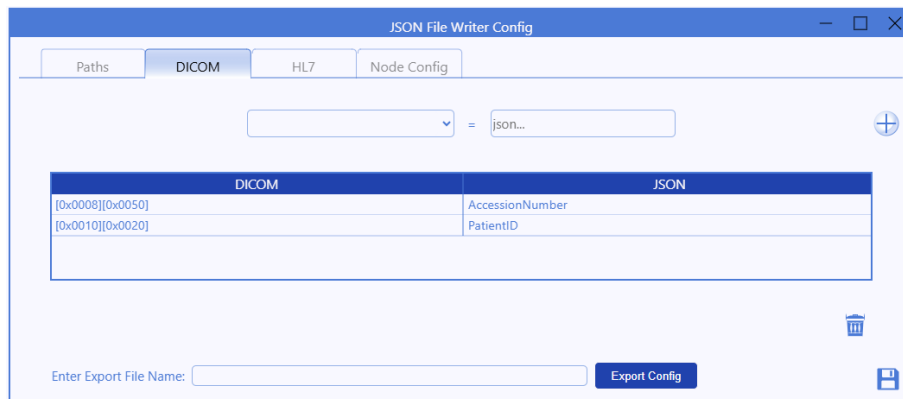 JSON File Writer Config
Paths DICOM HL7 Node Config
= json...
DICOM JSON
[0x0008][0x0050] AccessionNumber
[0x0010][0x0020] PatientID
Enter Export File Name: Export Config